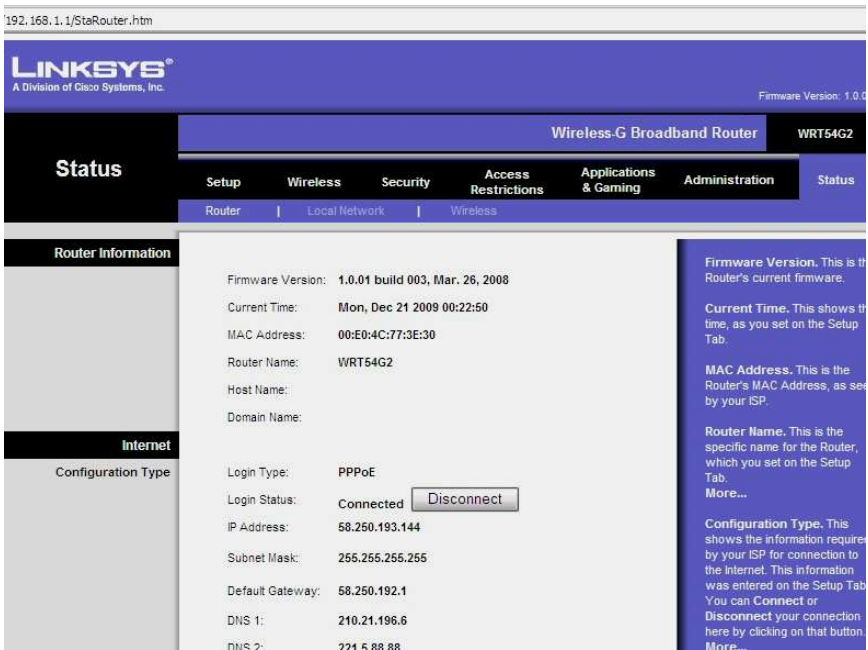 192.168.1.1/StaRouter.htm
LINKSYS®
A Division of Cisco Systems, Inc.
Firmware Version: 1.0.0
Wireless-G Broadband Router WRT54G2
Status
Setup Wireless Security Access Restrictions Applications & Gaming Administration Status
Router | Local Network | Wireless
Router Information
Firmware Version: 1.0.01 build 003, Mar. 26, 2008
Current Time: Mon, Dec 21 2009 00:22:50
MAC Address: 00:E0:4C:77:3E:30
Router Name: WRT54G2
Host Name:
Domain Name:
Internet
Configuration Type
Login Type: PPPoE
Login Status: Connected Disconnect
IP Address: 58.250.193.144
Subnet Mask: 255.255.255.255
Default Gateway: 58.250.192.1
DNS 1: 210.21.196.6
DNS 2: 221.5.88.88
Firmware Version. This is th
Router's current firmware.
Current Time. This shows th
time, as you set on the Setup
Tab.
MAC Address. This is the
Router's MAC Address, as see
by your ISP.
Router Name. This is the
specific name for the Router,
which you set on the Setup
Tab.
More...
Configuration Type. This
shows the information require
by your ISP for connection to
the Internet. This information
was entered on the Setup Tab
You can Connect or
Disconnect your connection
here by clicking on that button.
More...